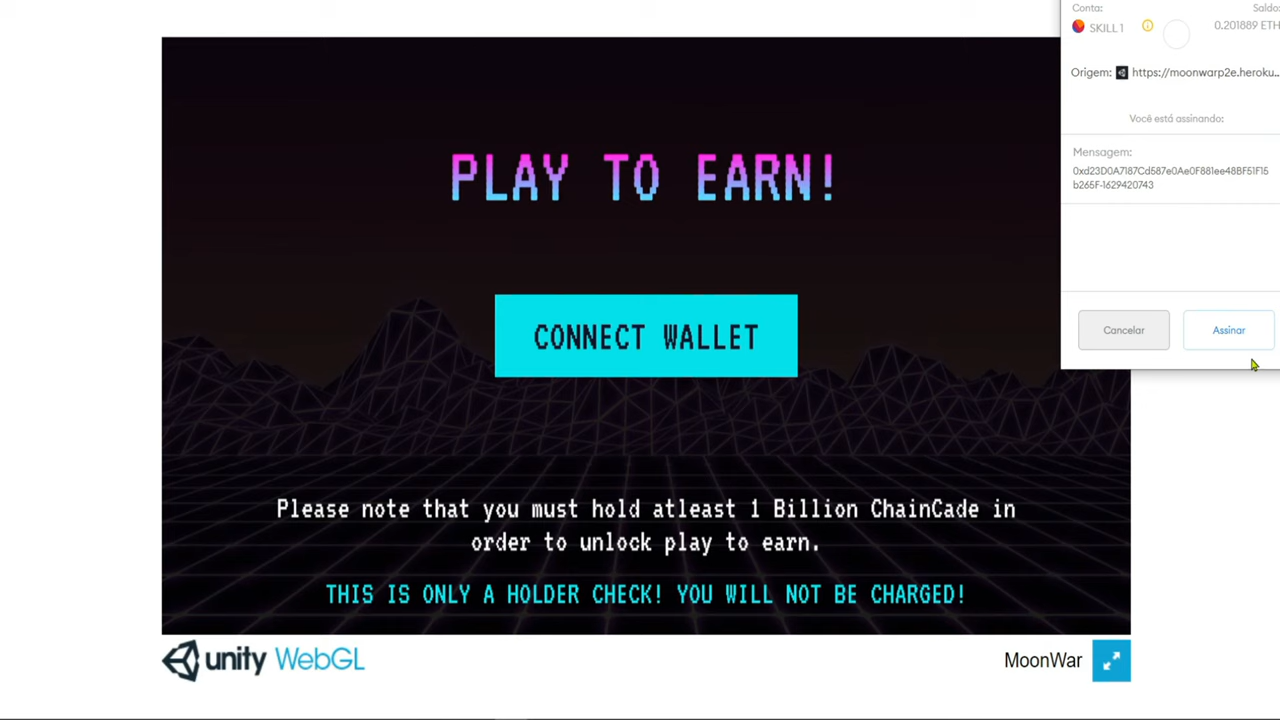 Conta:
Saldo:
SKILL 1
0.201889 ETH
Origem: https://moonwarp2e.heroku...
Você está assinando:
Mensagem:
0xd23D0A7187Cd587e0Ae0F881ee48BF51F15
b265F-1629420743
Cancelar
Assinar
PLAY TO EARN!
CONNECT WALLET
Please note that you must hold atleast 1 Billion ChainCade in
order to unlock play to earn.
THIS IS ONLY A HOLDER CHECK! YOU WILL NOT BE CHARGED!
unity WebGL
MoonWar